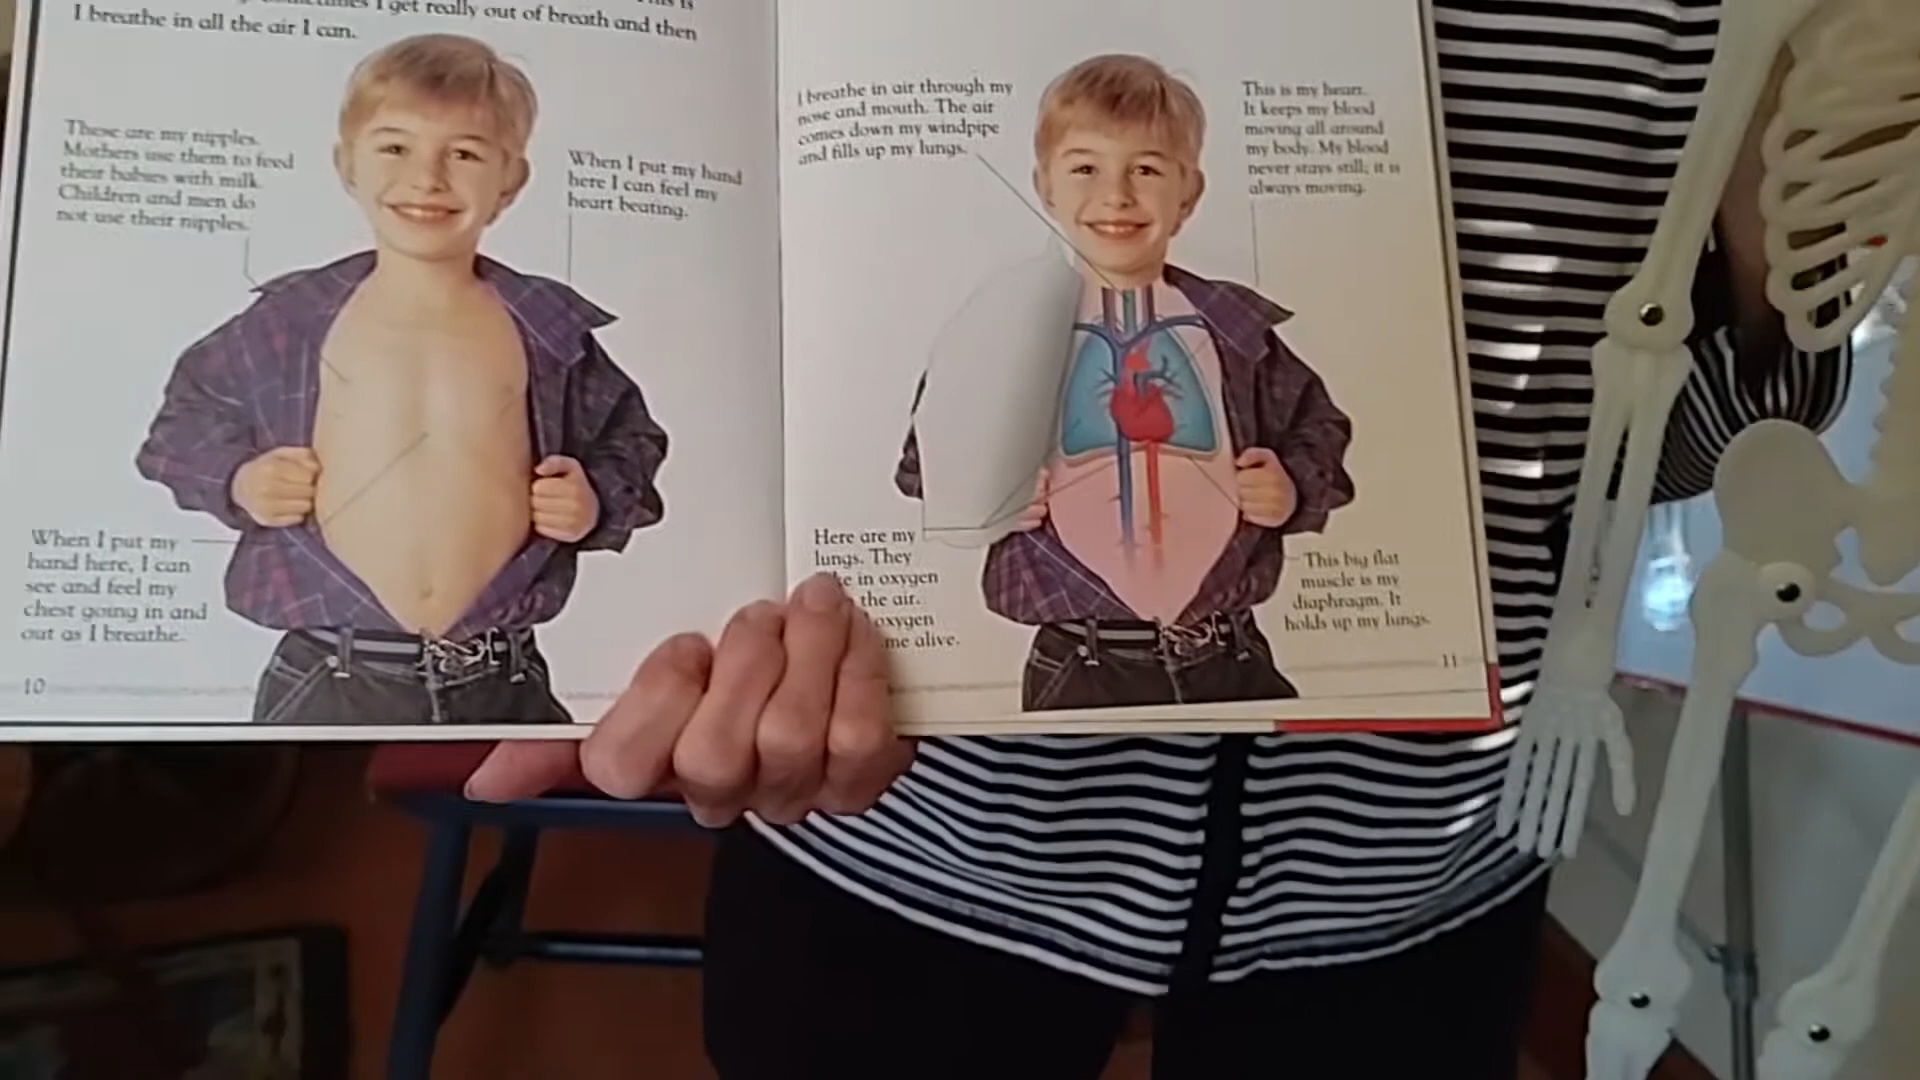 I get really out of breath and then
I breathe in all the air I can.
These are my nipples.
Mothers use them to feed
their babies with milk.
Children and men do
not use their nipples.
When I put my hand
here I can feel my
heart beating.
When I put my
hand here, I can
see and feel my
chest going in and
out as I breathe.
10
I breathe in air through my
nose and mouth. The air
comes down my windpipe
and fills up my lungs.
This is my heart.
It keeps my blood
moving all around
my body. My blood
never stays still; it is
always moving.
Here are my
lungs. They
in oxygen
the air.
oxygen
me alive.
This big flat
muscle is my
diaphragm. It
holds up my lungs.
11